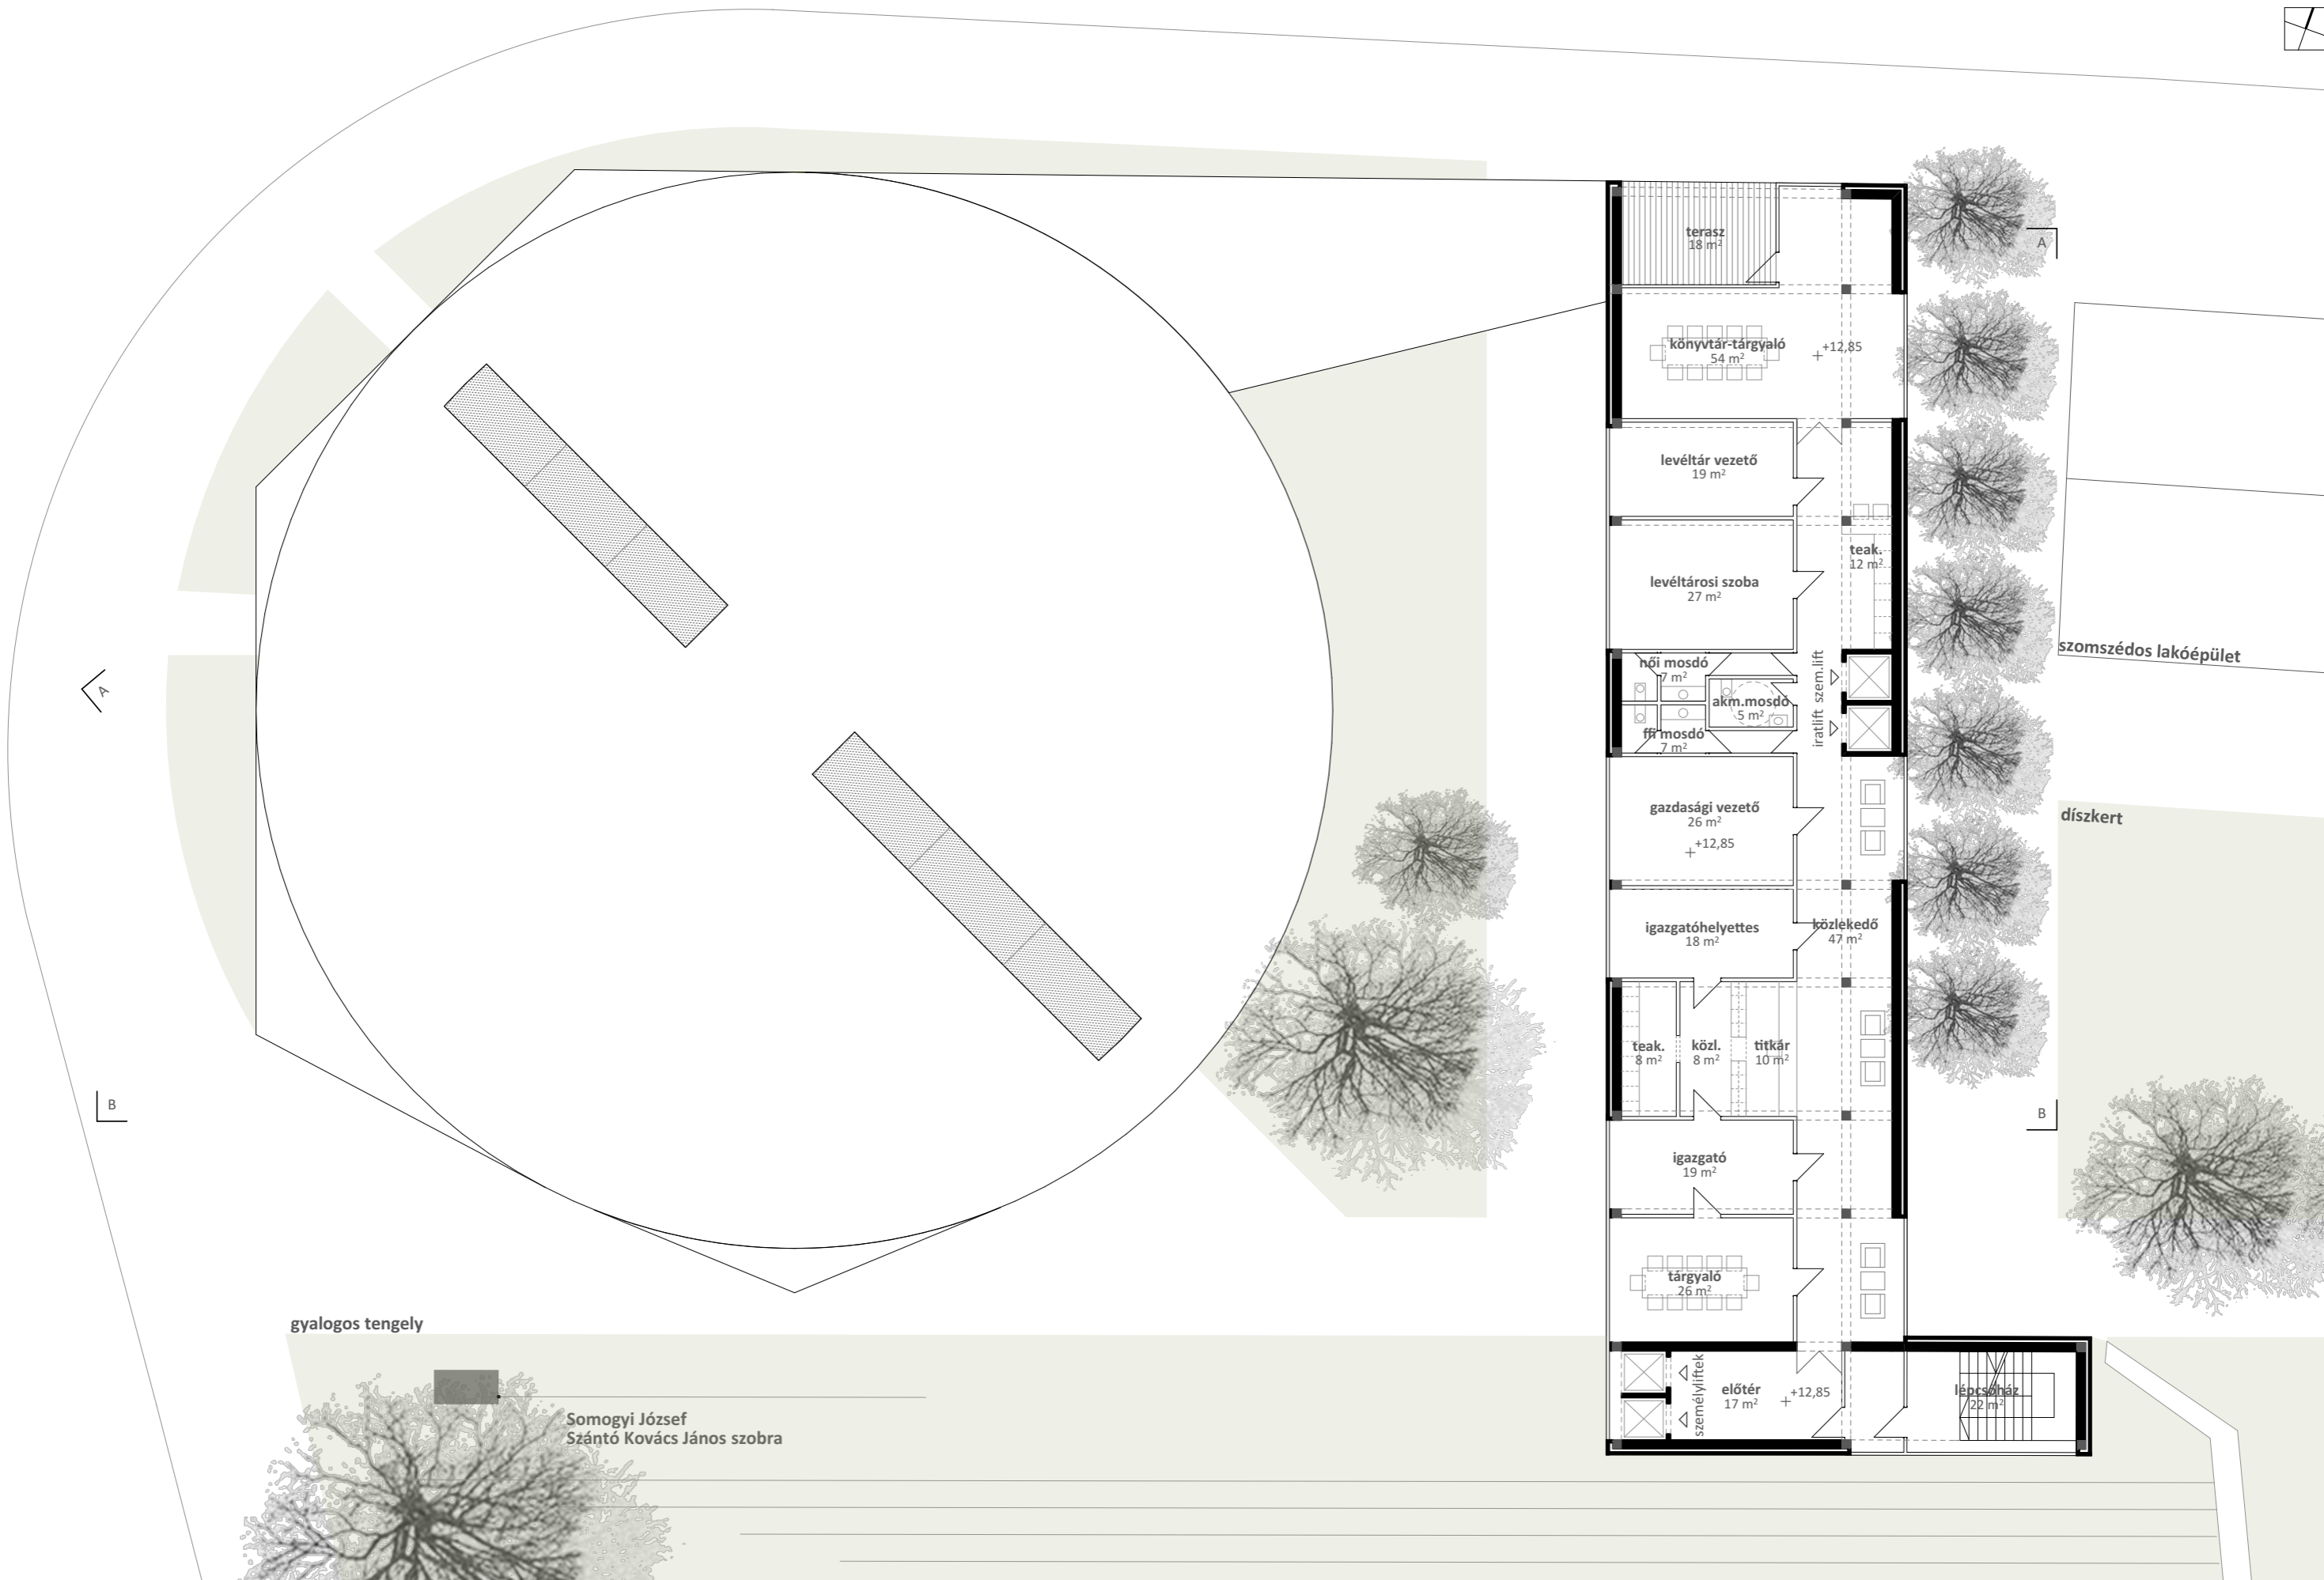 terasz
18 m²
A
könyvtár-tárgyaló
54 m²
+12,85
levéltár vezető
19 m²
teak.
12 m²
levéltárosi szoba
27 m²
szomszédos lakóépület
női mosdó
7 m²
szem.lift
iratlift
akm.mosdó
5 m²
ffi mosdó
7 m²
A
gazdasági vezető
26 m²
+12,85
díszkert
igazgatóhelyettes
18 m²
közlekedő
47 m²
teak.
8 m²
közl.
8 m²
titkár
10 m²
B
B
igazgató
19 m²
tárgyaló
26 m²
gyalogos tengely
személyliftek
előtér
17 m²
+12,85
lépcsőház
22 m²
Somogyi József
Szántó Kovács János szobra